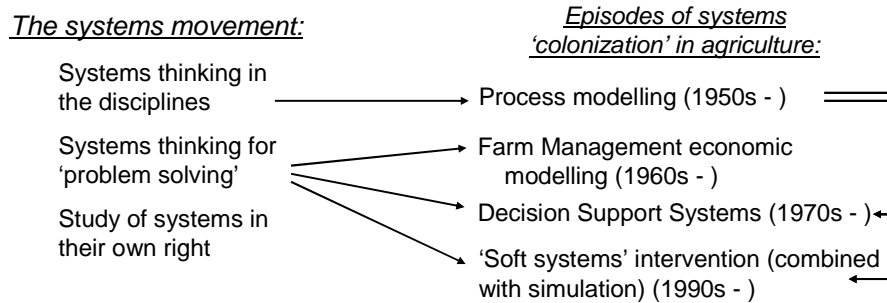 The systems movement:
Systems thinking in
the disciplines
Systems thinking for
‘problem solving’
Study of systems in
their own right
Episodes of systems
‘colonization’ in agriculture:
Process modelling (1950s - )
Farm Management economic
modelling (1960s - )
Decision Support Systems (1970s - )
‘Soft systems’ intervention (combined
with simulation) (1990s - )